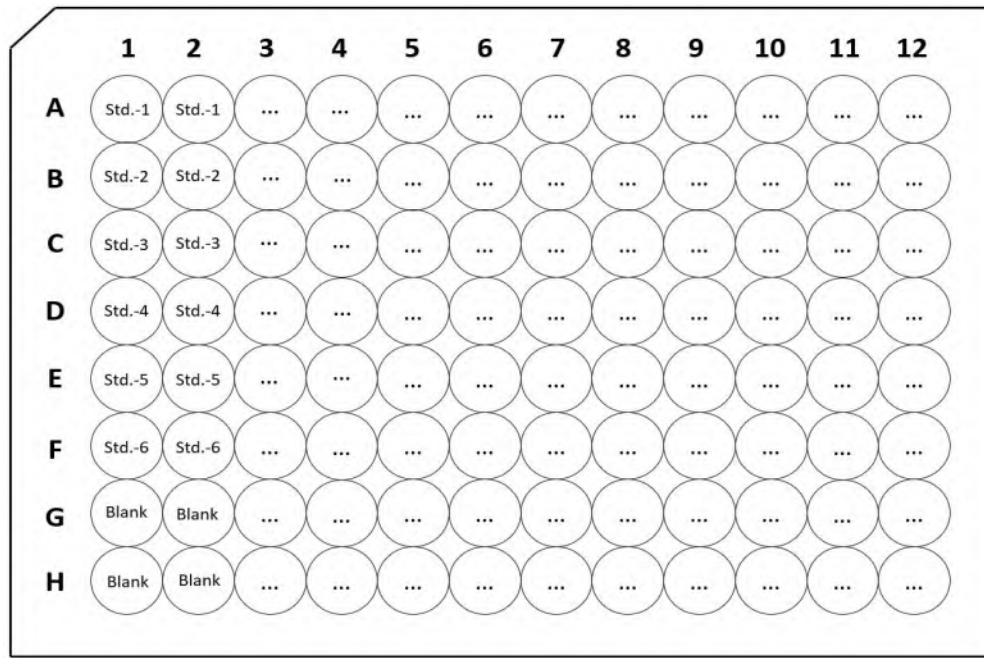 1 2 3 4 5 6 7 8 9 10 11 12
A Std.-1 Std.-1 ... ... ... ... ... ... ... ... ... ...
B Std.-2 Std.-2 ... ... ... ... ... ... ... ... ... ...
C Std.-3 Std.-3 ... ... ... ... ... ... ... ... ... ...
D Std.-4 Std.-4 ... ... ... ... ... ... ... ... ... ...
E Std.-5 Std.-5 ... ... ... ... ... ... ... ... ... ...
F Std.-6 Std.-6 ... ... ... ... ... ... ... ... ... ...
G Blank Blank ... ... ... ... ... ... ... ... ... ...
H Blank Blank ... ... ... ... ... ... ... ... ... ...